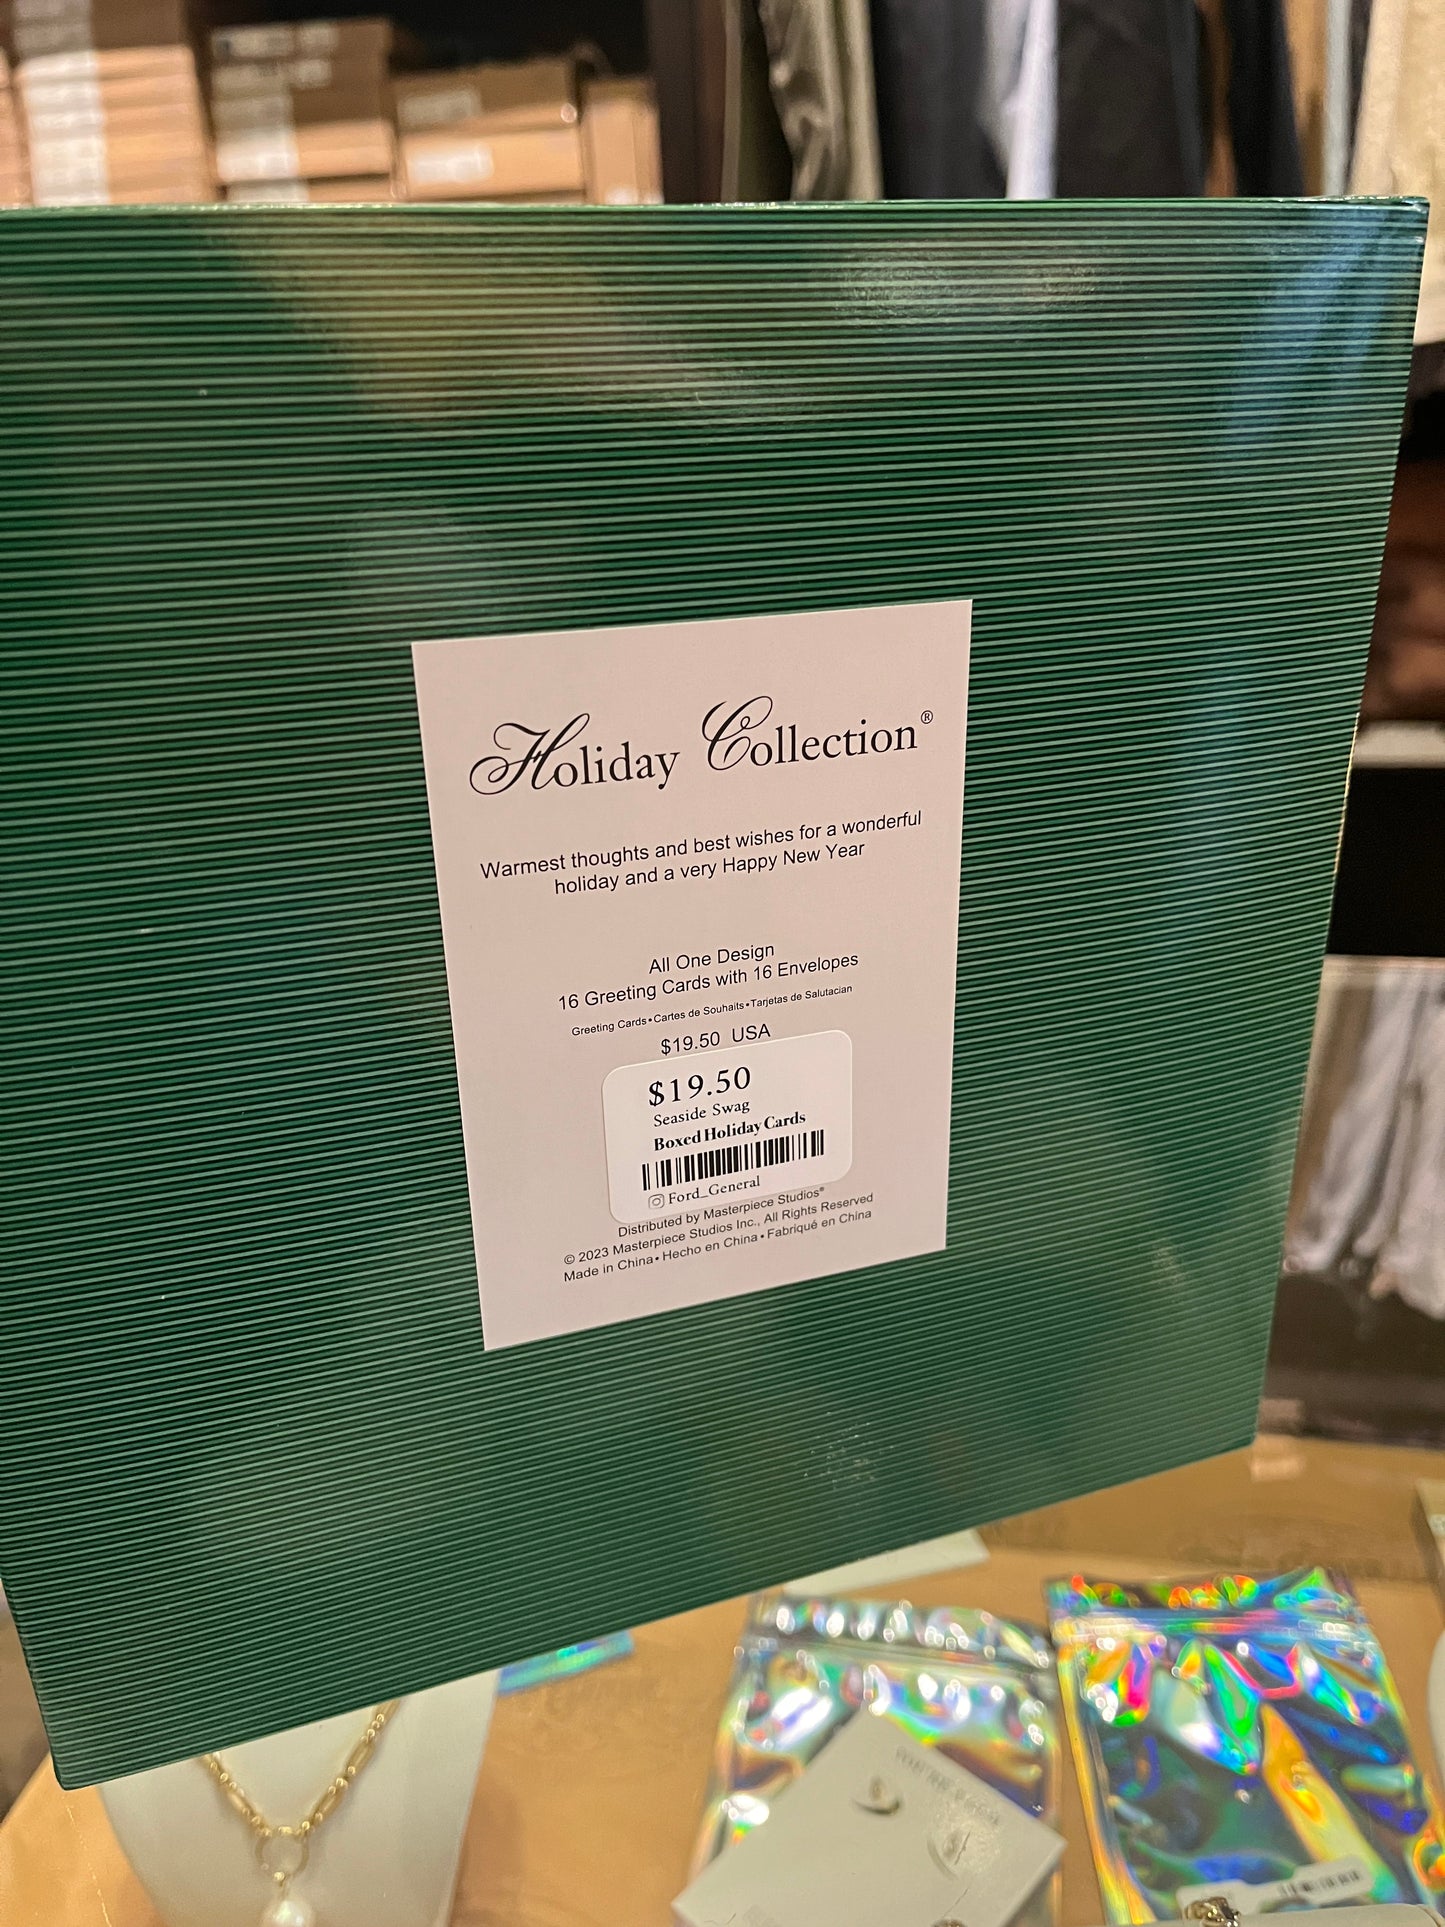 Holiday Collection®
Warmest thoughts and best wishes for a wonderful
holiday and a very Happy New Year
All One Design
16 Greeting Cards with 16 Envelopes
Greeting Cards•Cartes de Souhaits•Tarjetas de Salutacian
$19.50 USA
$19.50
Seaside Swag
Boxed Holiday Cards
Ford_General
Distributed by Masterpiece Studios®
© 2023 Masterpiece Studios Inc., All Rights Reserved
Made in China•Hecho en China•Fabriqué en China